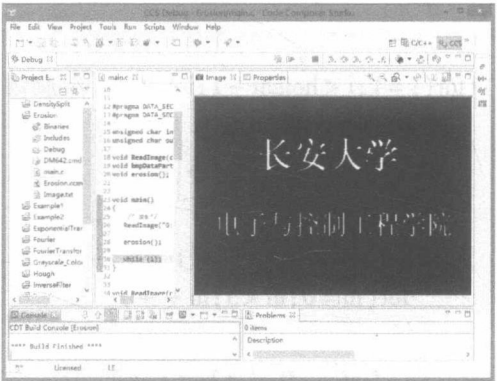 CCS Debug - Erosion/main.c - Code Composer Studio
File Edit View Project Tools Run Scripts Window Help
C/C++
Debug
Project E...
main.c
Image
Properties
DensitySplit
Erosion
Binaries
Includes
Debug
DM642.cmd
main.c
Erosion.ccxml
Image.txt
Example1
Example2
ExponentialTran
Fourier
FourierTransfor
Greyscale_Color
Hough
InverseFilter
#pragma DATA_SEC
#pragma DATA_SEC
unsigned char in
unsigned char ou
void ReadImage(c
void bmpDataPart
void erosion();
void main()
{
ReadImage("
erosion();
while (1);
}
void ReadImage(c
长安大学
电子与控制工程学院
Console
CDT Build Console [Erosion]
**** Build Finished ****
Problems
0 items
Description
Licensed
LE